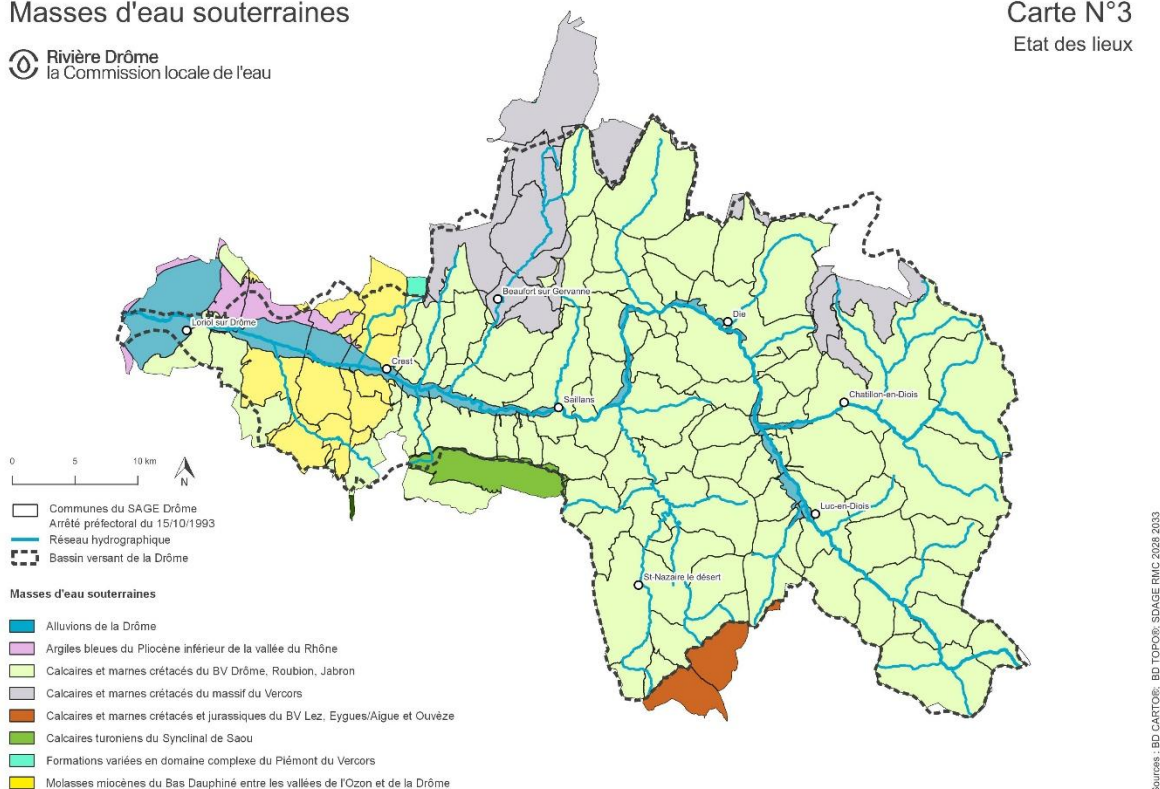 Masses d'eau souterraines
Carte N°3
Etat des lieux
Rivière Drôme
la Commission locale de l'eau
Beaufort sur Gervanne
Loriol sur Drôme
Die
Crest
Saillans
Chatillon-en-Diois
Luc-en-Diois
St-Nazaire le désert
0 5 10 km
N
Communes du SAGE Drôme
Arrêté préfectoral du 15/10/1993
Réseau hydrographique
Bassin versant de la Drôme
Masses d'eau souterraines
Alluvions de la Drôme
Argiles bleues du Pliocène inférieur de la vallée du Rhône
Calcaires et marnes crétacés du BV Drôme, Roubion, Jabron
Calcaires et marnes crétacés du massif du Vercors
Calcaires et marnes crétacés et jurassiques du BV Lez, Eygues/Aigue et Ouvèze
Calcaires turoniens du Synclinal de Saou
Formations variées en domaine complexe du Piémont du Vercors
Molasses miocènes du Bas Dauphiné entre les vallées de l'Ozon et de la Drôme
Sources : BD CARTO®; BD TOPO®; SDAGE RMC 2028 2033